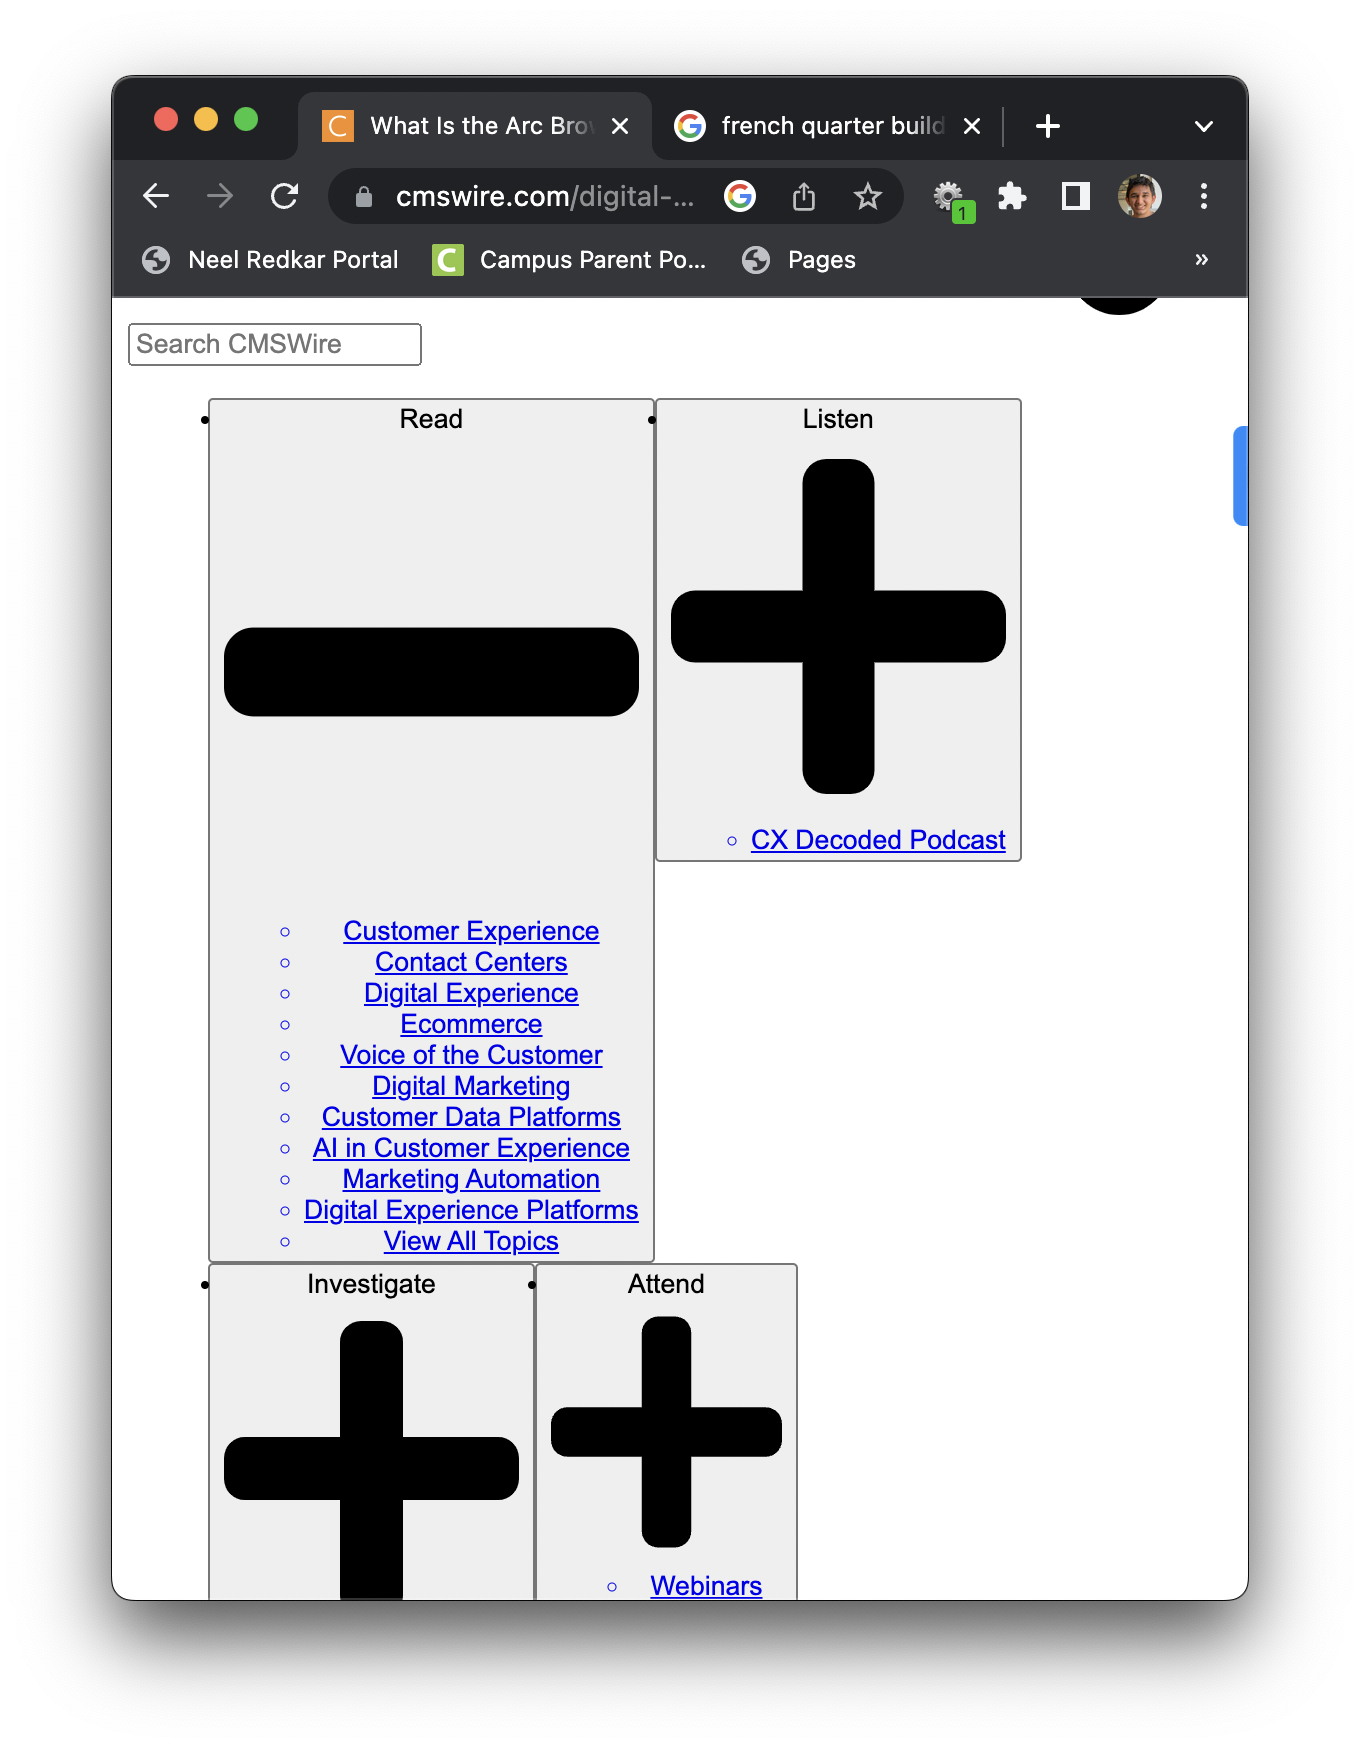 What Is the Arc Bro
french quarter build
cmswire.com/digital-...
1
Neel Redkar Portal
Campus Parent Po...
Pages
»
Search CMSWire
Read
Listen
CX Decoded Podcast
Customer Experience
Contact Centers
Digital Experience
Ecommerce
Voice of the Customer
Digital Marketing
Customer Data Platforms
AI in Customer Experience
Marketing Automation
Digital Experience Platforms
View All Topics
Investigate
Attend
Webinars